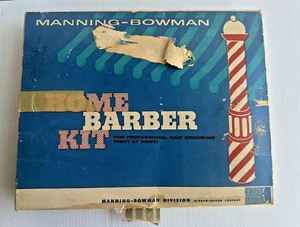 MANNING-BOWMAN
HOME
BARBER
KIT
FOR PROFESSIONAL HAIR GROOMING
RIGHT AT HOME!
MANNING-BOWMAN DIVISION